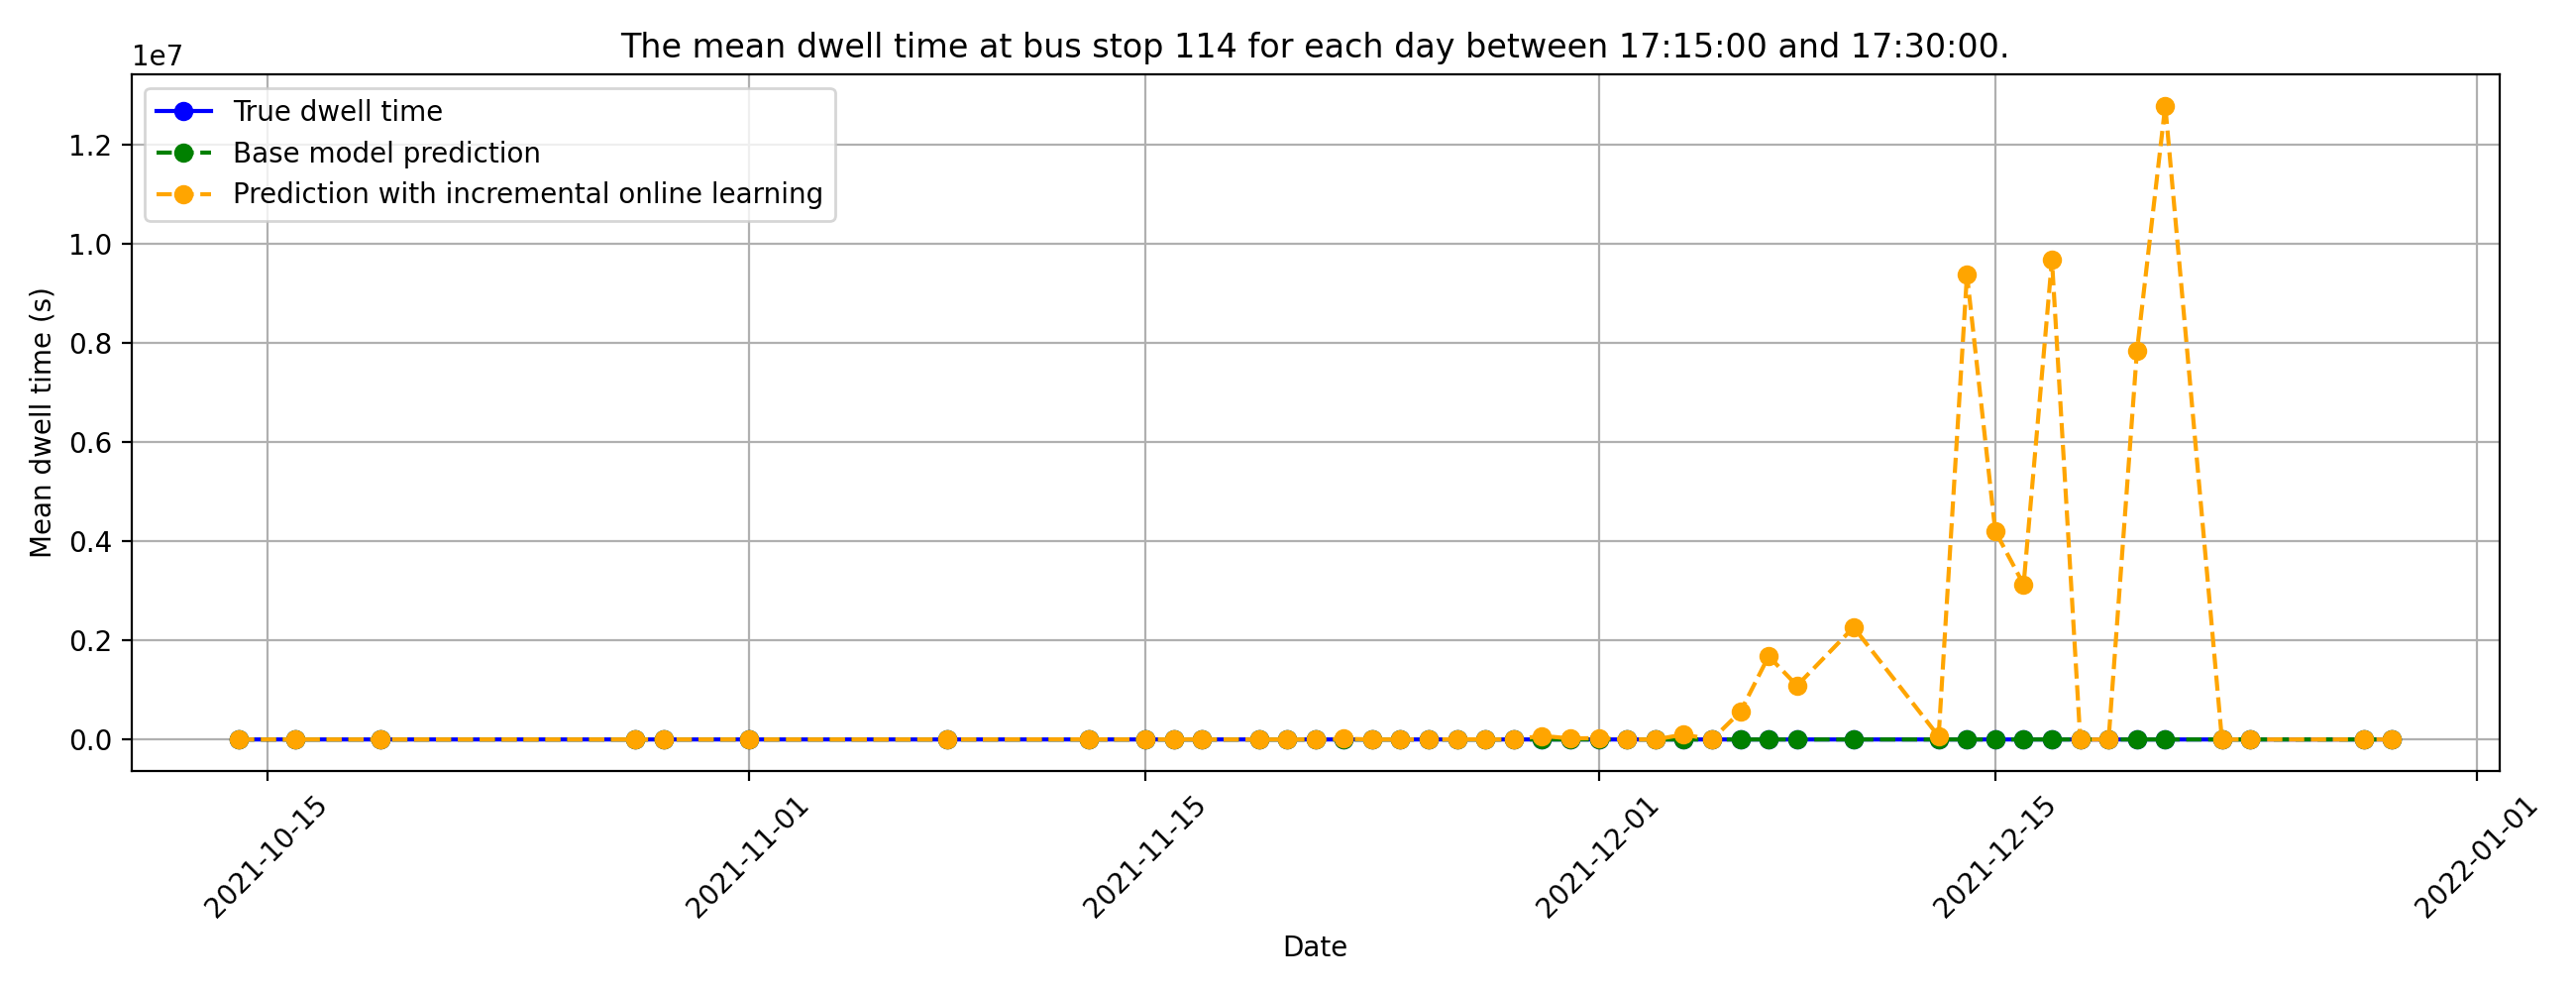 The mean dwell time at bus stop 114 for each day between 17:15:00 and 17:30:00.
1e7
True dwell time
Base model prediction
Prediction with incremental online learning
Mean dwell time (s)
1.2
1.0
0.8
0.6
0.4
0.2
0.0
2021-10-15
2021-11-01
2021-11-15
2021-12-01
2021-12-15
2022-01-01
Date